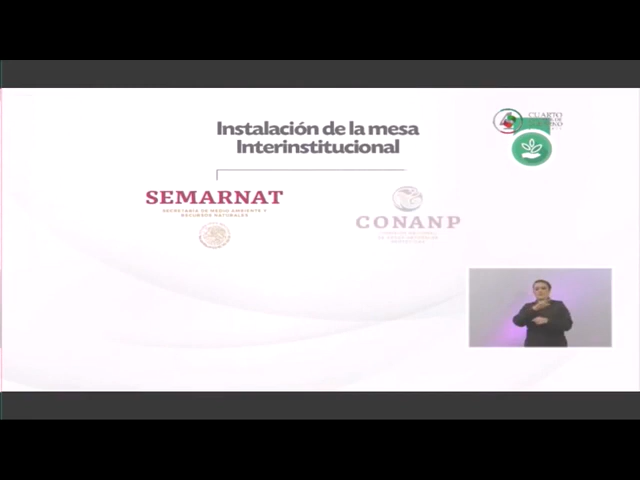 Instalación de la mesa
Interinstitucional
CUARTO
SEMARNAT
SECRETARÍA DE MEDIO AMBIENTE Y
RECURSOS NATURALES
CONANP